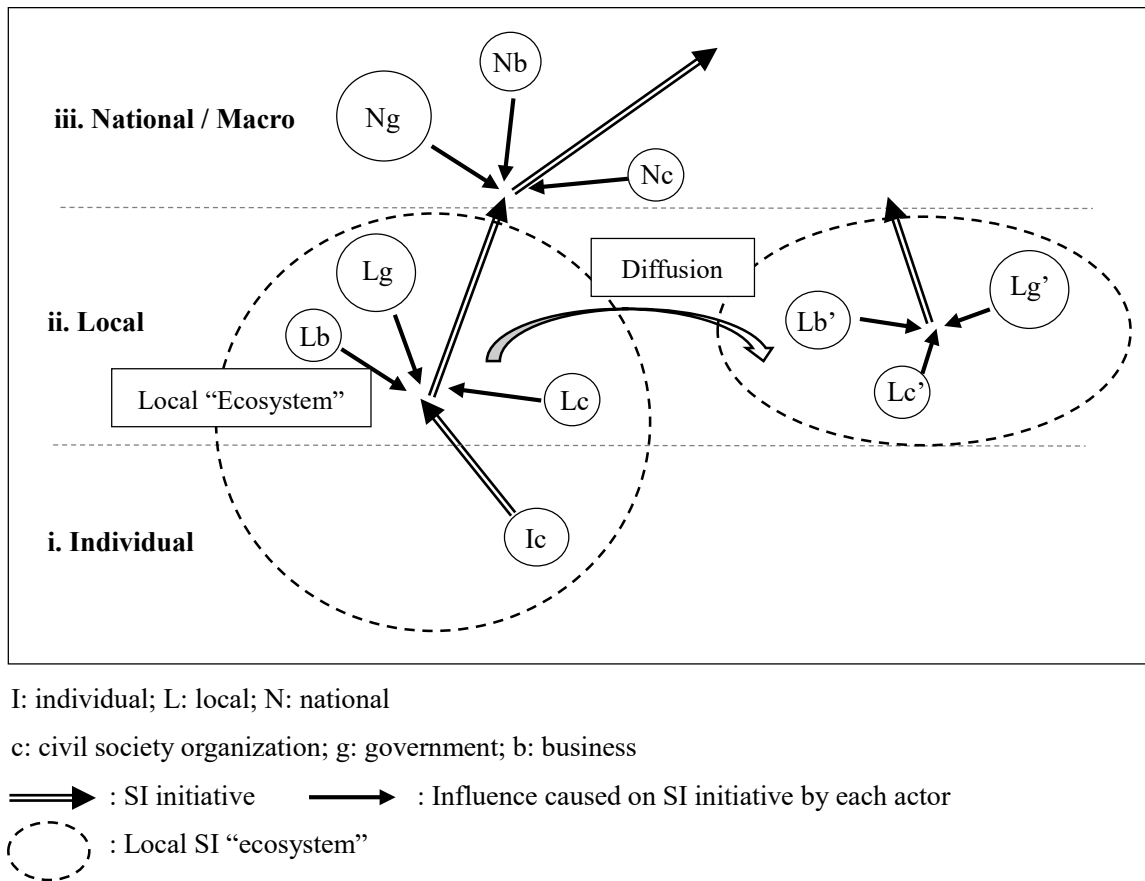 Nb
iii. National / Macro
Ng
Nc
Diffusion
Lg
Lg’
ii. Local
Lb
Lb’
Local “Ecosystem”
Lc
Lc’
i. Individual
Ic
I: individual; L: local; N: national
c: civil society organization; g: government; b: business
: SI initiative
: Influence caused on SI initiative by each actor
: Local SI “ecosystem”